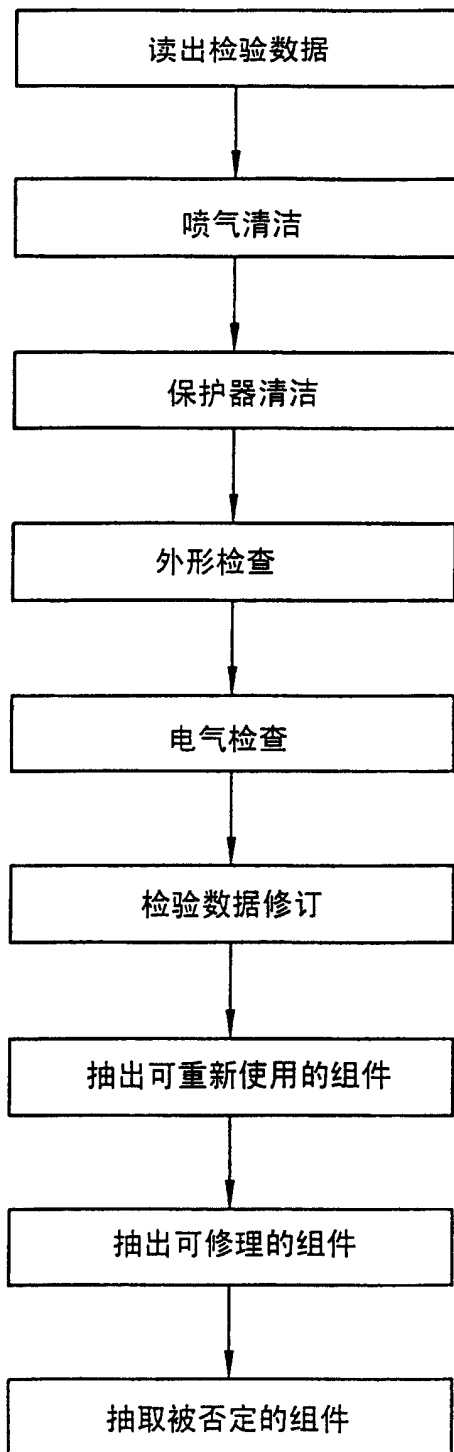 读出检验数据
喷气清洁
保护器清洁
外形检查
电气检查
检验数据修订
抽出可重新使用的组件
抽出可修理的组件
抽取被否定的组件